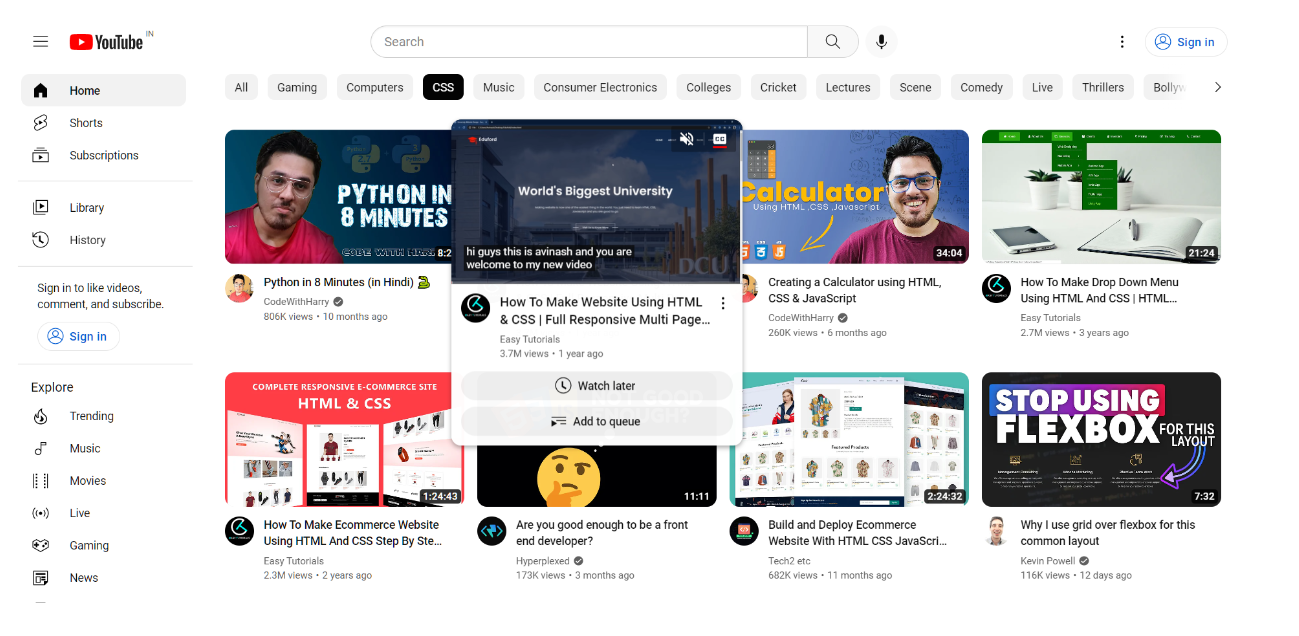 YouTube IN
Search
Sign in
Home
Shorts
Subscriptions
Library
History
Sign in to like videos,
comment, and subscribe.
Sign in
Explore
Trending
Music
Movies
Live
Gaming
News
All
Gaming
Computers
CSS
Music
Consumer Electronics
Colleges
Cricket
Lectures
Scene
Comedy
Live
Thrillers
PYTHON IN
8 MINUTES
CODE WITH
8:2
Python in 8 Minutes (in Hindi)
CodeWithHarry
806K views • 10 months ago
Eduford
CC
World's Biggest University
hi guys this is avinash and you are
welcome to my new video
DCU
How To Make Website Using HTML
& CSS | Full Responsive Multi Page...
Easy Tutorials
3.7M views • 1 year ago
Watch later
Add to queue
Calculator
Using HTML ,CSS ,Javascript
34:04
Creating a Calculator using HTML,
CSS & JavaScript
CodeWithHarry
260K views • 6 months ago
21:24
How To Make Drop Down Menu
Using HTML And CSS | HTML...
Easy Tutorials
2.7M views • 3 years ago
COMPLETE RESPONSIVE E-COMMERCE SITE
HTML & CSS
1:24:43
How To Make Ecommerce Website
Using HTML And CSS Step By Ste...
Easy Tutorials
2.3M views • 2 years ago
11:11
Are you good enough to be a front
end developer?
Hyperplexed
173K views • 3 months ago
Featured Products
2:24:32
Build and Deploy Ecommerce
Website With HTML CSS JavaScri...
Tech2 etc
682K views • 11 months ago
STOP USING
FLEXBOX FOR THIS
LAYOUT
7:32
Why I use grid over flexbox for this
common layout
Kevin Powell
116K views • 12 days ago